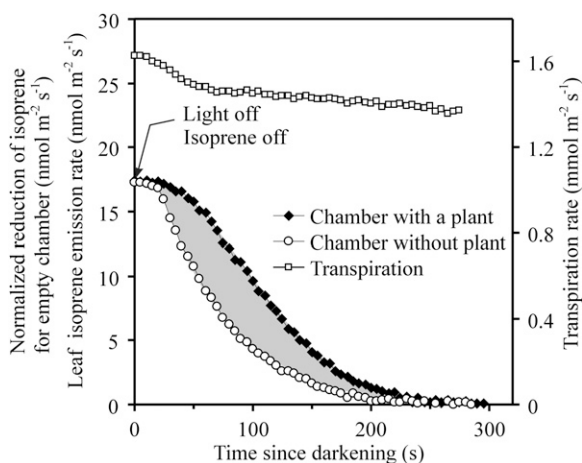 Normalized reduction of isoprene
for empty chamber (nmol m⁻² s⁻¹)
Leaf isoprene emission rate (nmol m⁻² s⁻¹)
30
25
20
15
10
5
0
Light off
Isoprene off
Chamber with a plant
Chamber without plant
Transpiration
1.6
1.2
0.8
0.4
0
Transpiration rate (mmol m⁻² s⁻¹)
0
100
200
300
Time since darkening (s)